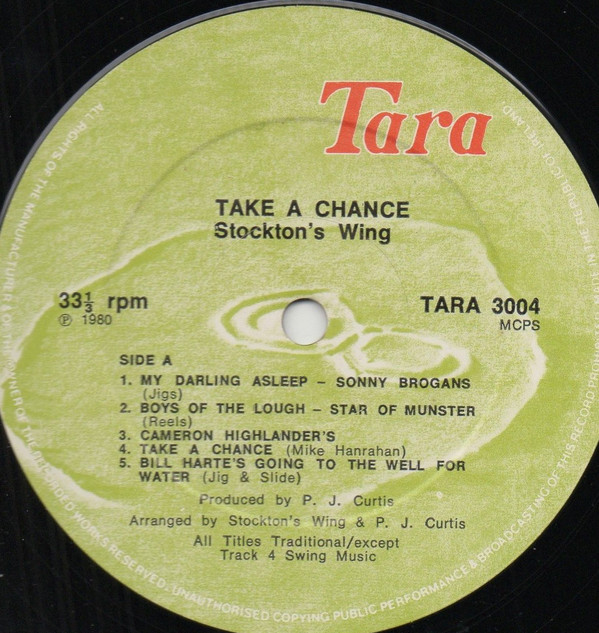 Tara
TAKE A CHANCE
Stockton's Wing
33⅓ rpm
℗ 1980
TARA 3004
MCPS
SIDE A
1. MY DARLING ASLEEP – SONNY BROGANS
(Jigs)
2. BOYS OF THE LOUGH – STAR OF MUNSTER
(Reels)
3. CAMERON HIGHLANDER'S
4. TAKE A CHANCE (Mike Hanrahan)
5. BILL HARTE'S GOING TO THE WELL FOR
WATER (Jig & Slide)
Produced by P. J. Curtis
Arranged by Stockton's Wing & P. J. Curtis
All Titles Traditional/except
Track 4 Swing Music
ALL RIGHTS OF THE MANUFACTURER OF THE RECORDED WORKS RESERVED. UNAUTHORISED COPYING PUBLIC PERFORMANCE & BROADCASTING OF THIS RECORD IN THE REPUBLIC OF IRELAND